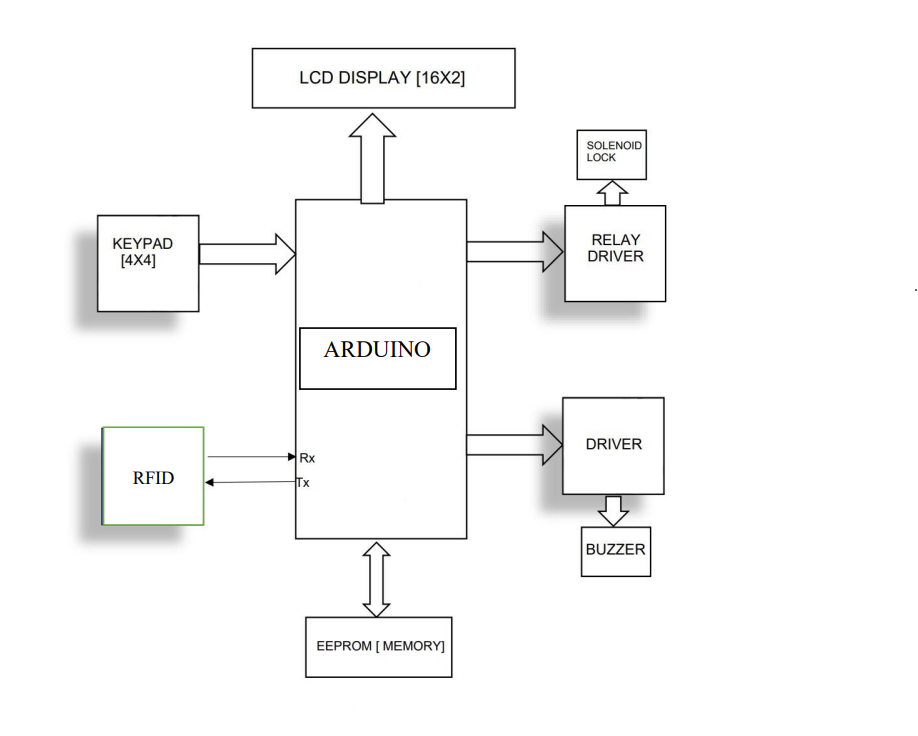 LCD DISPLAY [16X2]
SOLENOID
LOCK
KEYPAD
[4X4]
RELAY
DRIVER
ARDUINO
DRIVER
RFID
Rx
Tx
BUZZER
EEPROM [ MEMORY]